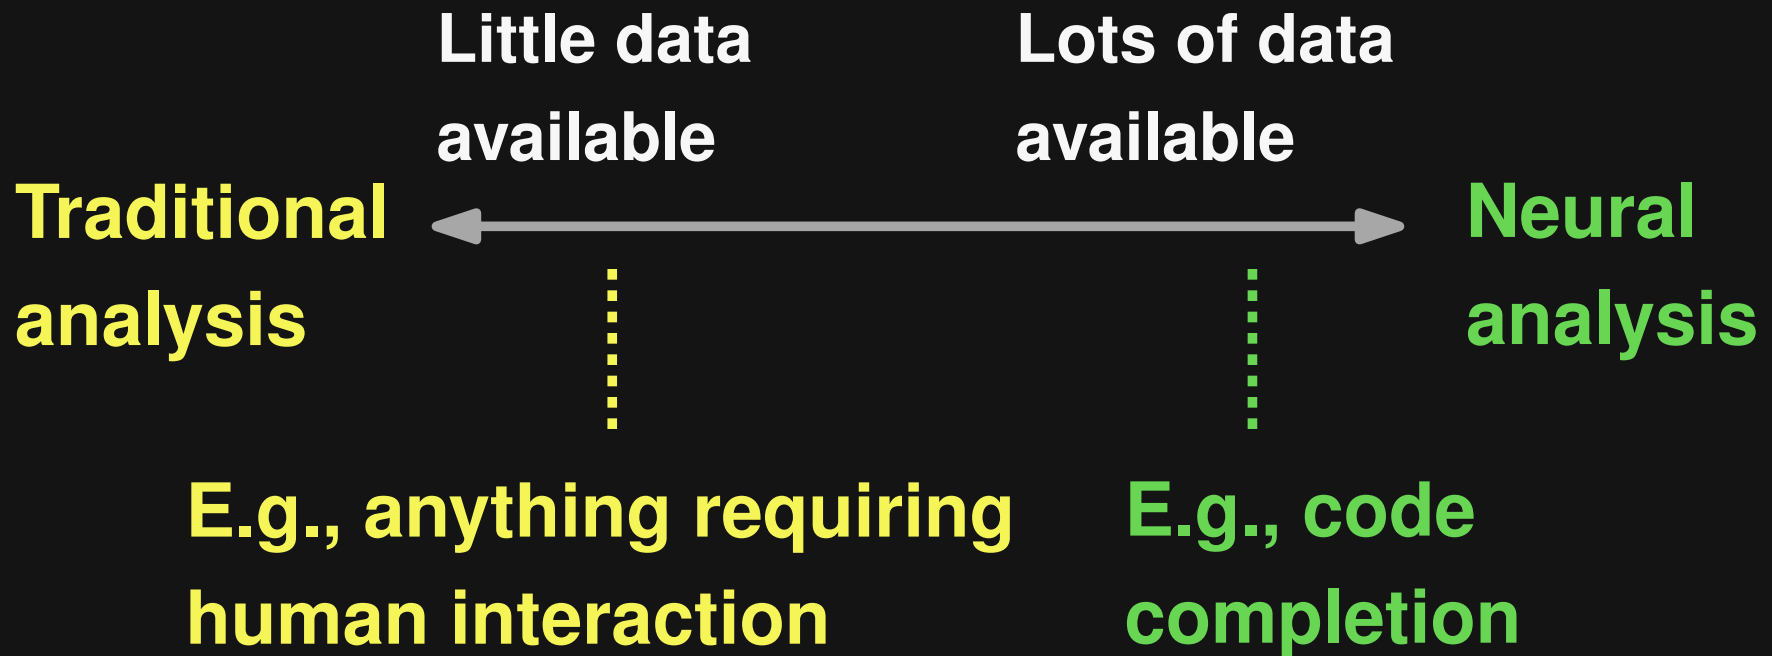 Little data
available
Lots of data
available
Traditional
analysis
Neural
analysis
E.g., anything requiring
human interaction
E.g., code
completion